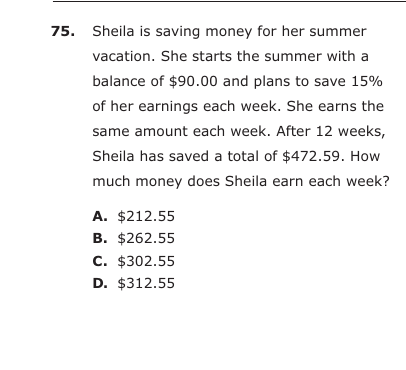 75. Sheila is saving money for her summer
vacation. She starts the summer with a
balance of $90.00 and plans to save 15%
of her earnings each week. She earns the
same amount each week. After 12 weeks,
Sheila has saved a total of $472.59. How
much money does Sheila earn each week?
A. $212.55
B. $262.55
C. $302.55
D. $312.55